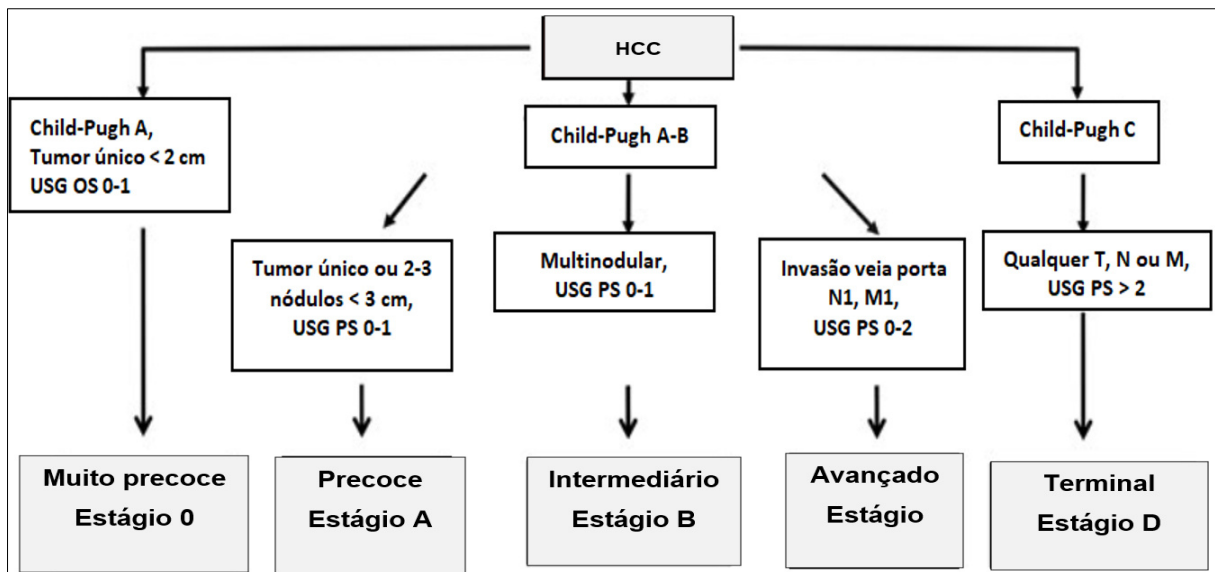 HCC
Child-Pugh A,
Tumor único < 2 cm
USG OS 0-1
Child-Pugh A-B
Child-Pugh C
Tumor único ou 2-3
nódulos < 3 cm,
USG PS 0-1
Multinodular,
USG PS 0-1
Invasão veia porta
N1, M1,
USG PS 0-2
Qualquer T, N ou M,
USG PS > 2
Muito precoce
Estágio 0
Precoce
Estágio A
Intermediário
Estágio B
Avançado
Estágio
Terminal
Estágio D